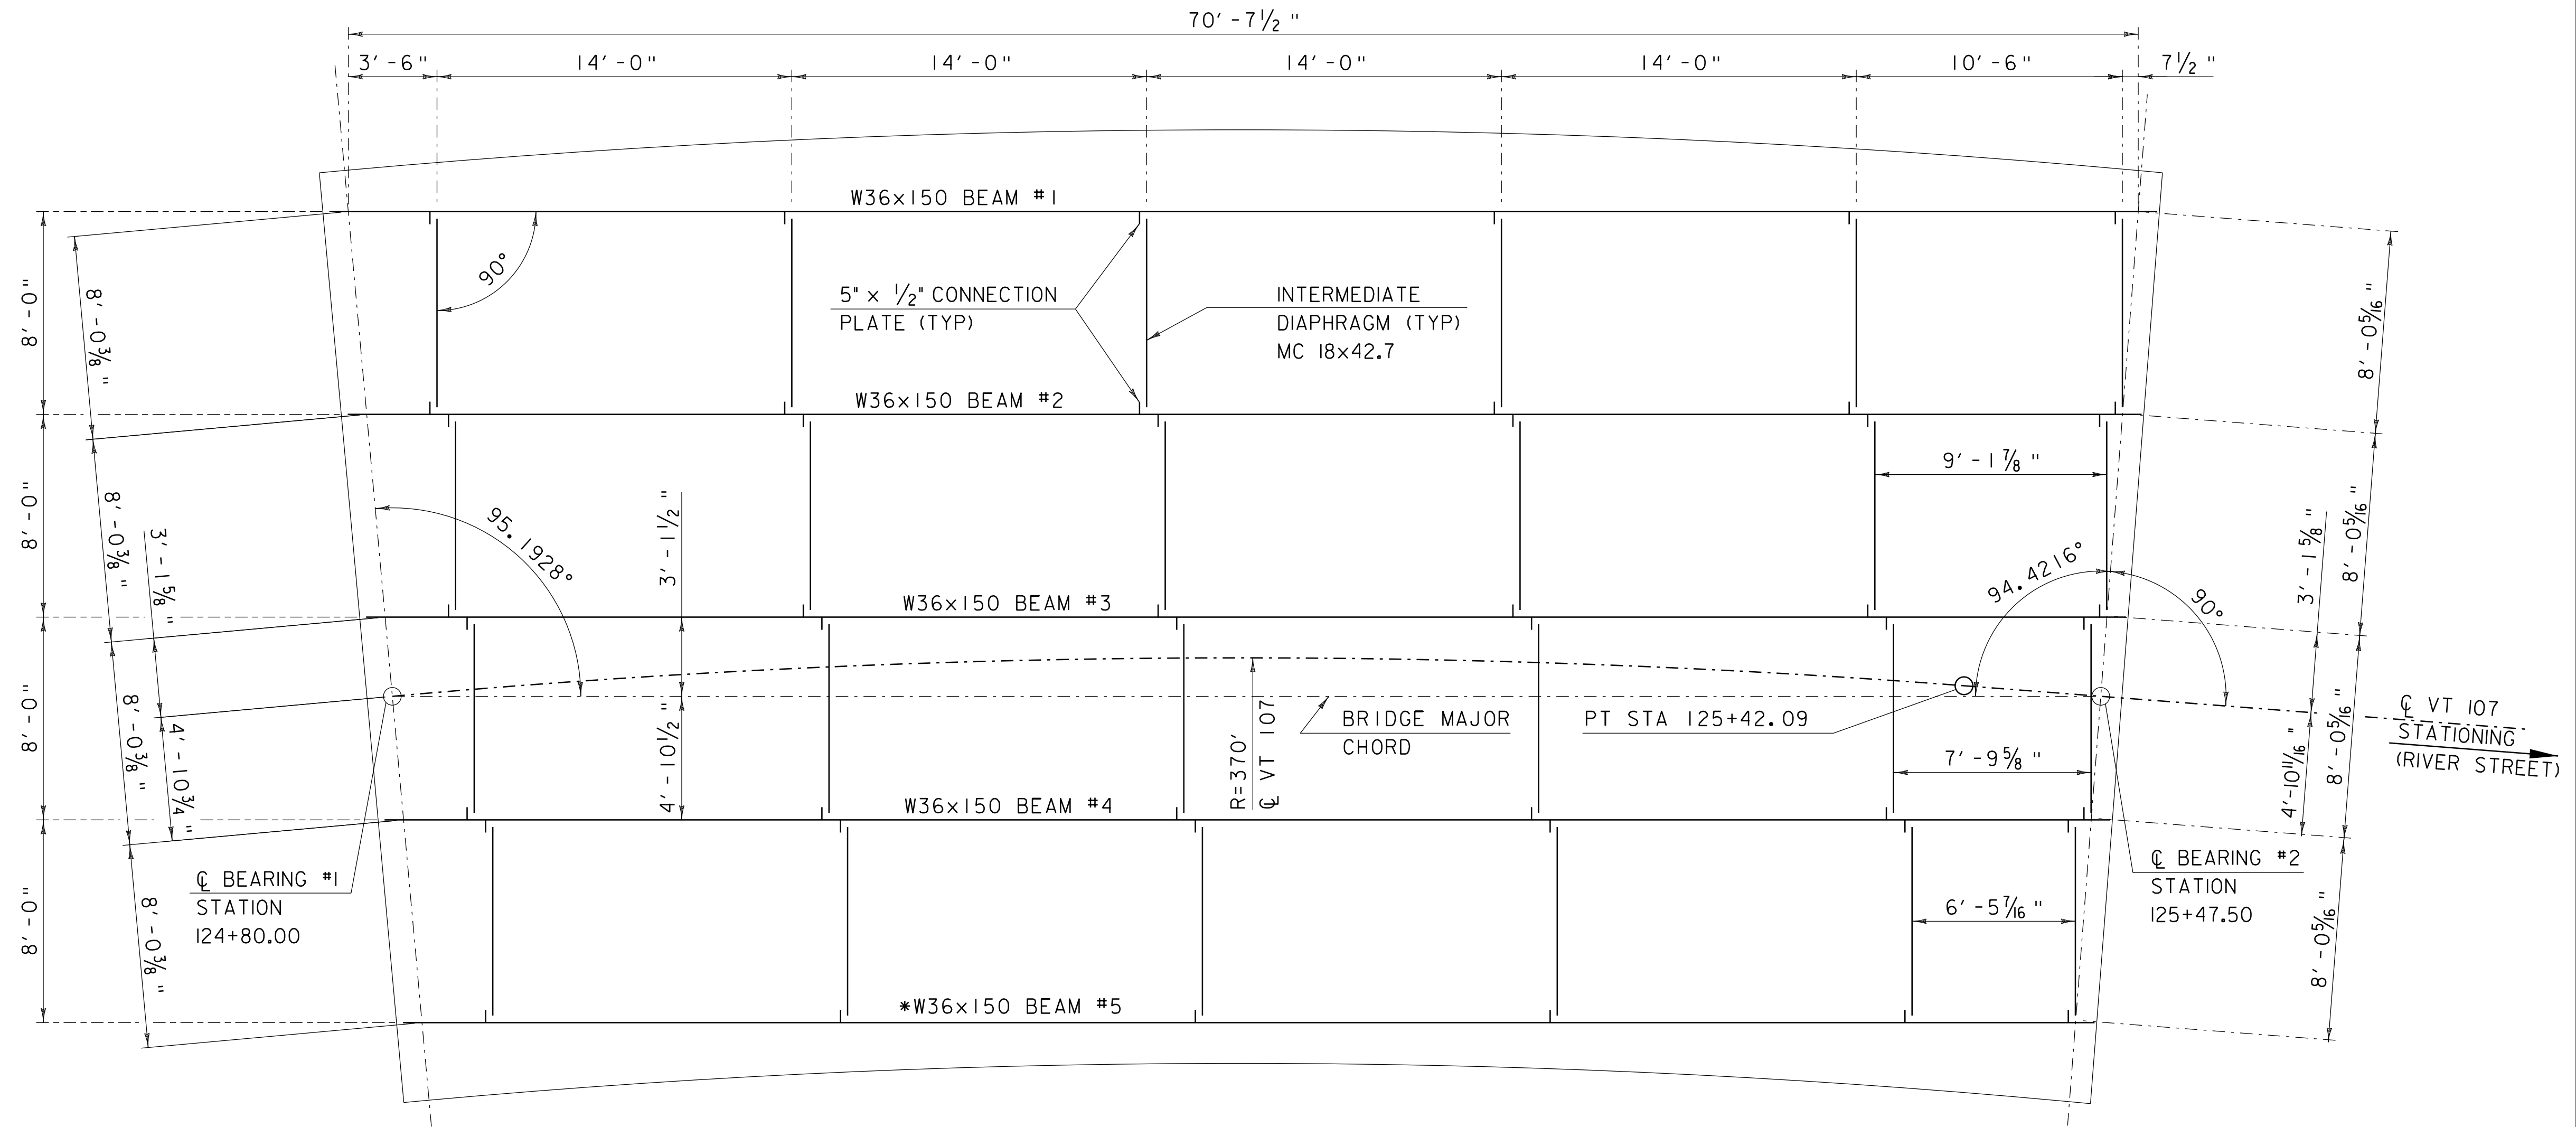 70'-7½"
3'-6"
14'-0"
14'-0"
14'-0"
14'-0"
10'-6"
7½"
W36x150 BEAM #1
8'-0"
8'-0⅜"
90°
5" x ½" CONNECTION
PLATE (TYP)
INTERMEDIATE
DIAPHRAGM (TYP)
MC 18x42.7
8'-0 5/16"
W36x150 BEAM #2
8'-0"
8'-0⅜"
3'-1⅝"
95.1928°
3'-1½"
9'-1⅞"
94.4216°
90°
3'-1⅝"
8'-0 5/16"
W36x150 BEAM #3
8'-0"
8'-0⅜"
4'-10¾"
4'-10½"
R=370'
℄ VT 107
BRIDGE MAJOR
CHORD
PT STA 125+42.09
7'-9⅝"
4'-10 11/16"
8'-0 5/16"
℄ VT 107
STATIONING
(RIVER STREET)
W36x150 BEAM #4
℄ BEARING #1
STATION
124+80.00
℄ BEARING #2
STATION
125+47.50
8'-0"
8'-0⅜"
6'-5 7/16"
8'-0 5/16"
*W36x150 BEAM #5